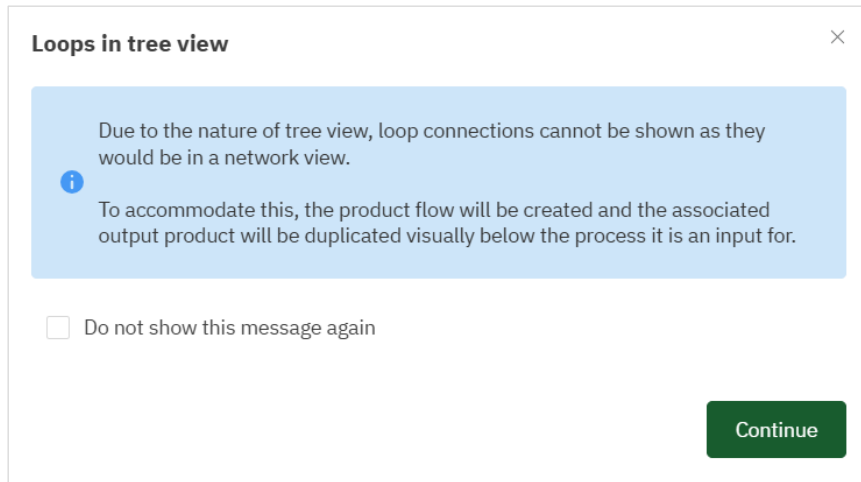 Loops in tree view
Due to the nature of tree view, loop connections cannot be shown as they
would be in a network view.
To accommodate this, the product flow will be created and the associated
output product will be duplicated visually below the process it is an input for.
Do not show this message again
Continue